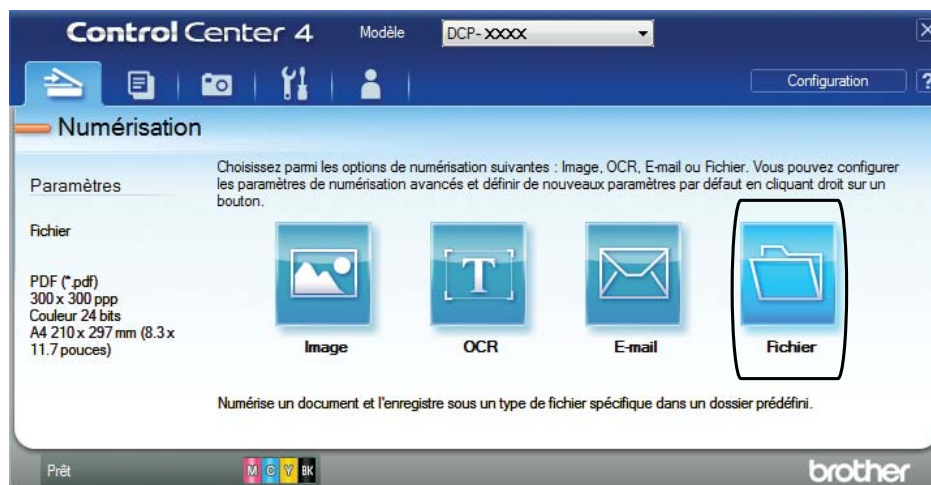 Control Center 4 Modèle DCP-XXXX
Configuration ?
Numérisation
Paramètres
Fichier
PDF (*.pdf)
300 x 300 ppp
Couleur 24 bits
A4 210 x 297 mm (8.3 x
11.7 pouces)
Choisissez parmi les options de numérisation suivantes : Image, OCR, E-mail ou Fichier. Vous pouvez configurer
les paramètres de numérisation avancés et définir de nouveaux paramètres par défaut en cliquant droit sur un
bouton.
T
Image OCR E-mail Fichier
Numérise un document et l'enregistre sous un type de fichier spécifique dans un dossier prédéfini.
Prêt M C Y BK brother